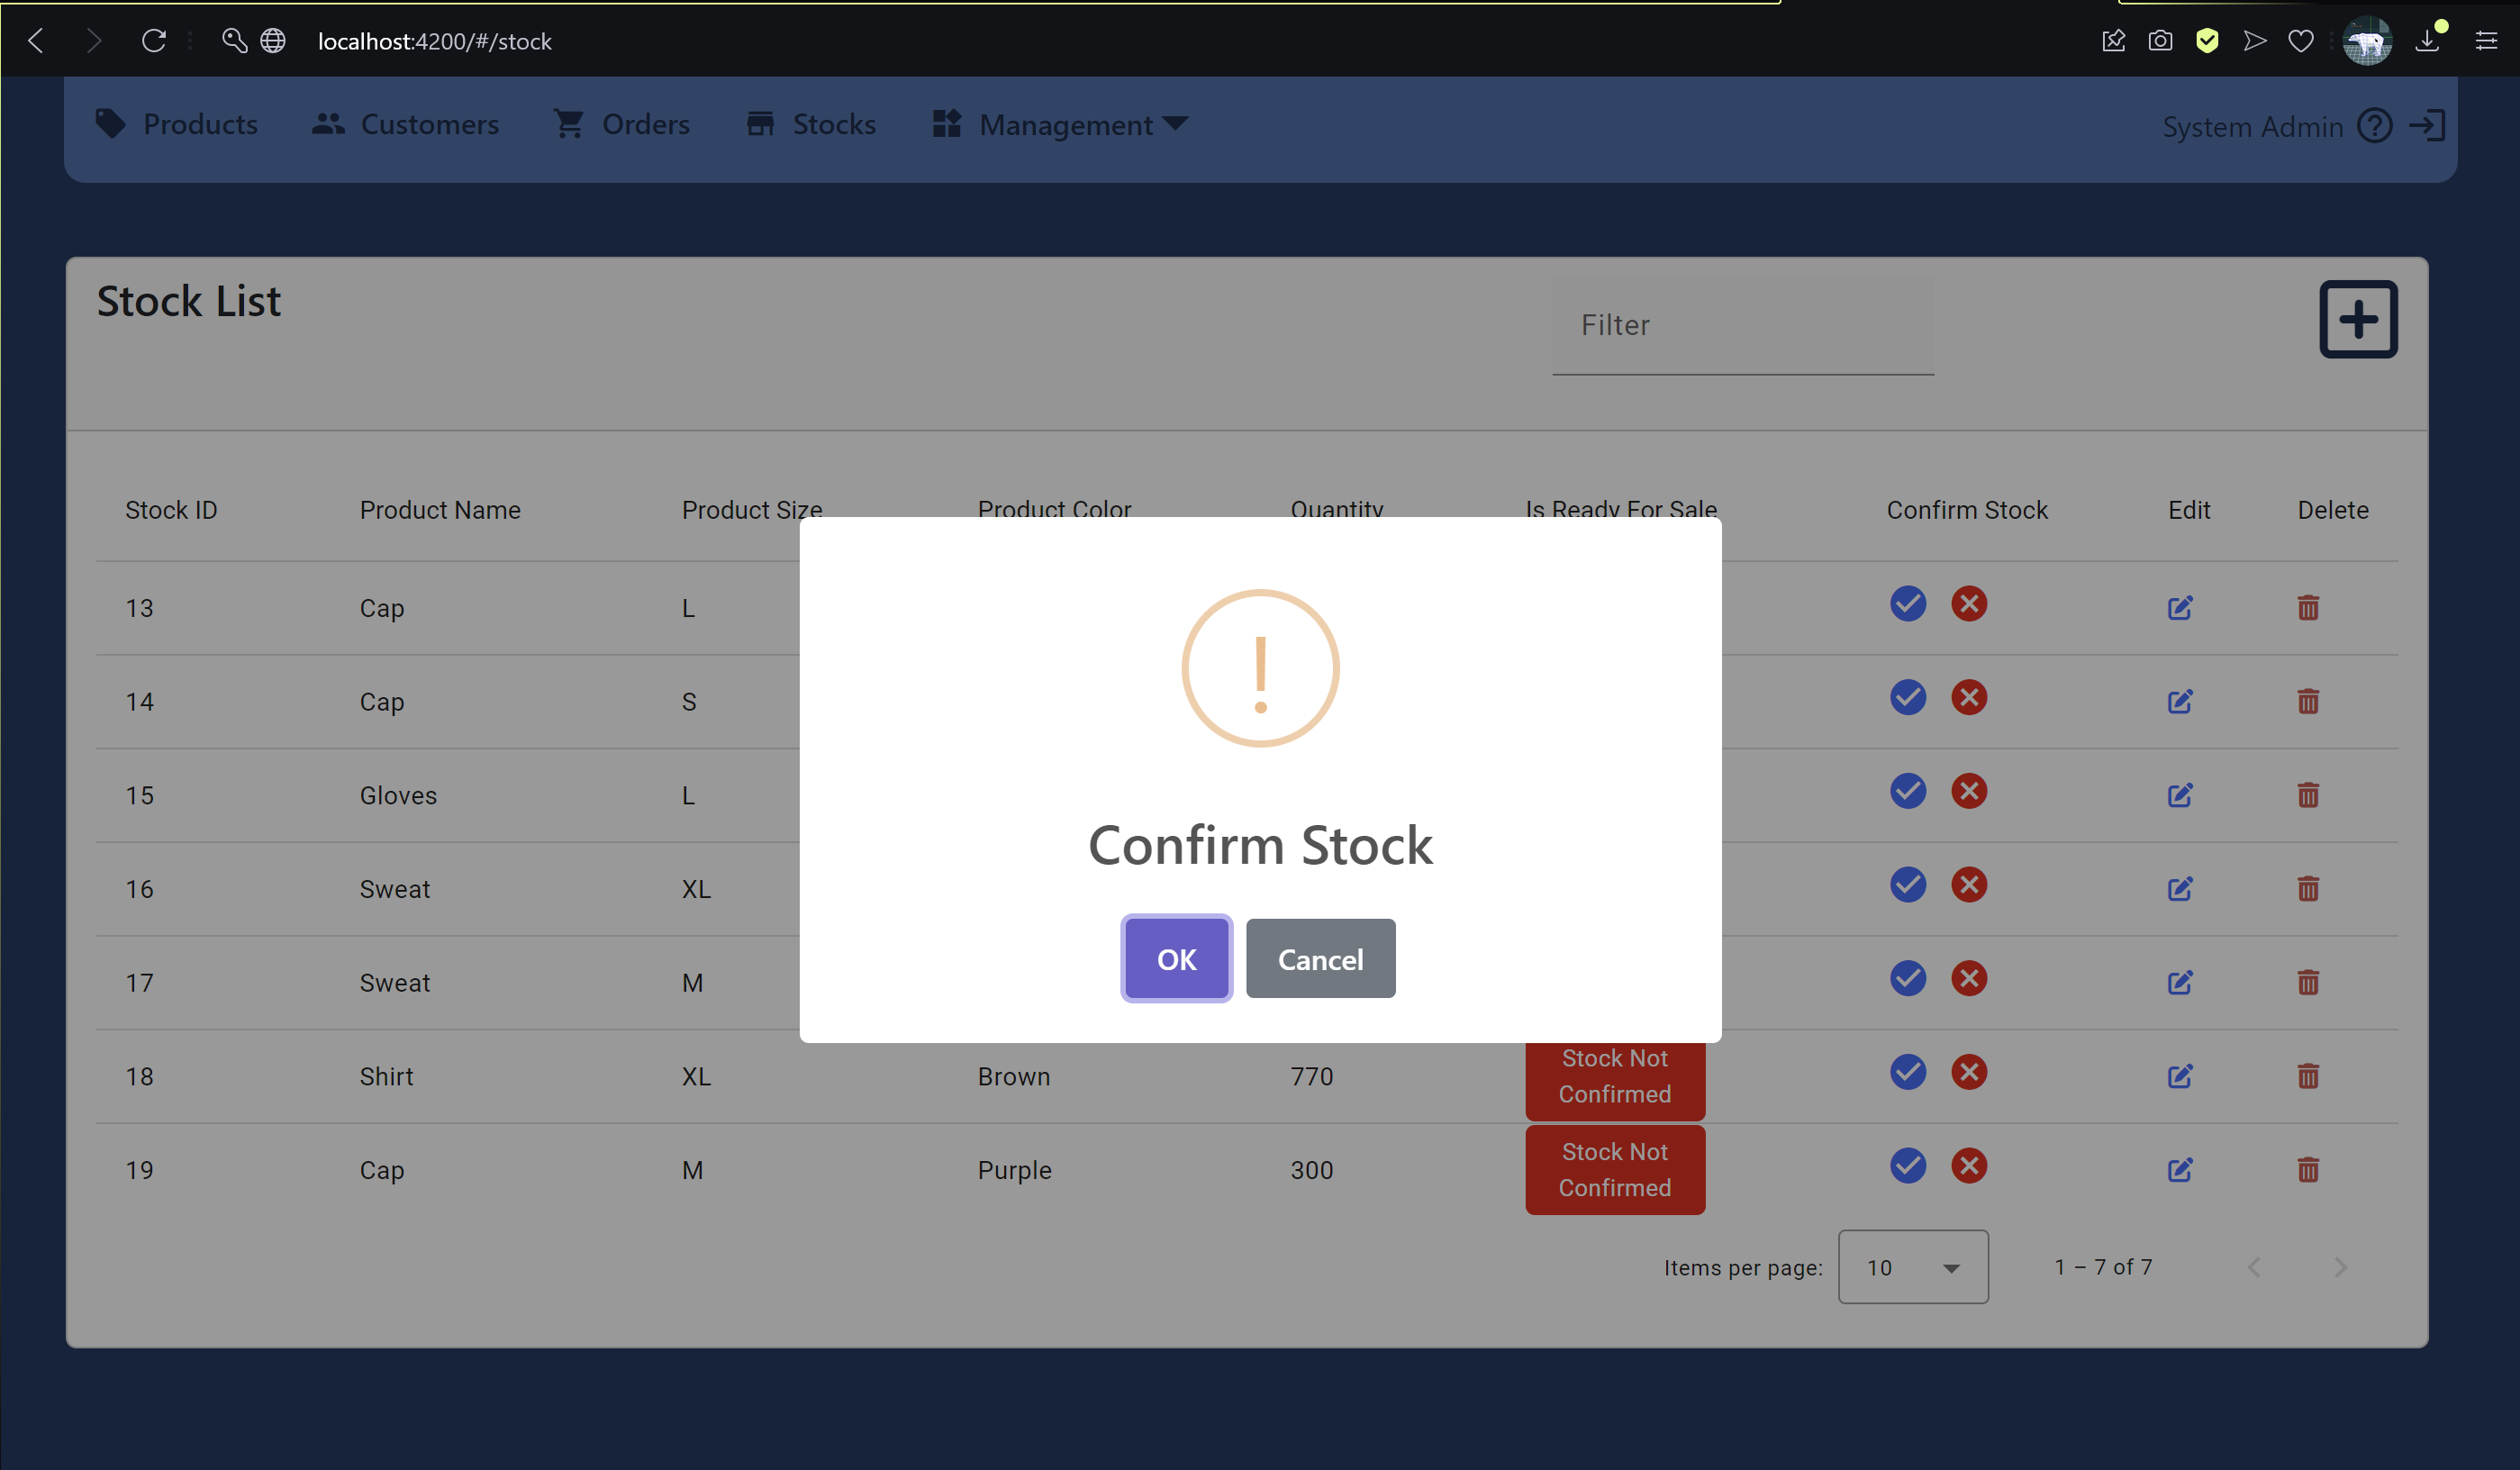 localhost:4200/#/stock
Products Customers Orders Stocks Management System Admin
Stock List Filter
Stock ID Product Name Product Size Product Color Quantity Is Ready For Sale Confirm Stock Edit Delete
13 Cap L
14 Cap S
15 Gloves L
16 Sweat XL
17 Sweat M
Confirm Stock
OK Cancel
18 Shirt XL Brown 770 Stock Not
Confirmed
19 Cap M Purple 300 Stock Not
Confirmed
Items per page: 10 1 – 7 of 7